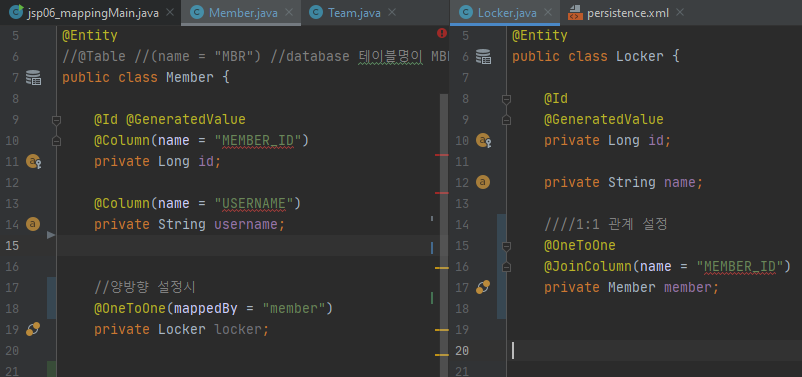 jsp06_mappingMain.java
Member.java
Team.java
5 @Entity
6 //@Table //(name = "MBR") //database 테이블명이 MB
7 public class Member {
8
9 @Id @GeneratedValue
10 @Column(name = "MEMBER_ID")
11 private Long id;
12
13 @Column(name = "USERNAME")
14 private String username;
15
16
17 //양방향 설정시
18 @OneToOne(mappedBy = "member")
19 private Locker locker;
20
21
Locker.java
persistence.xml
5 @Entity
6 public class Locker {
7
8 @Id
9 @GeneratedValue
10 private Long id;
11
12 private String name;
13
14 ////1:1 관계 설정
15 @OneToOne
16 @JoinColumn(name = "MEMBER_ID")
17 private Member member;
18
19
20
21